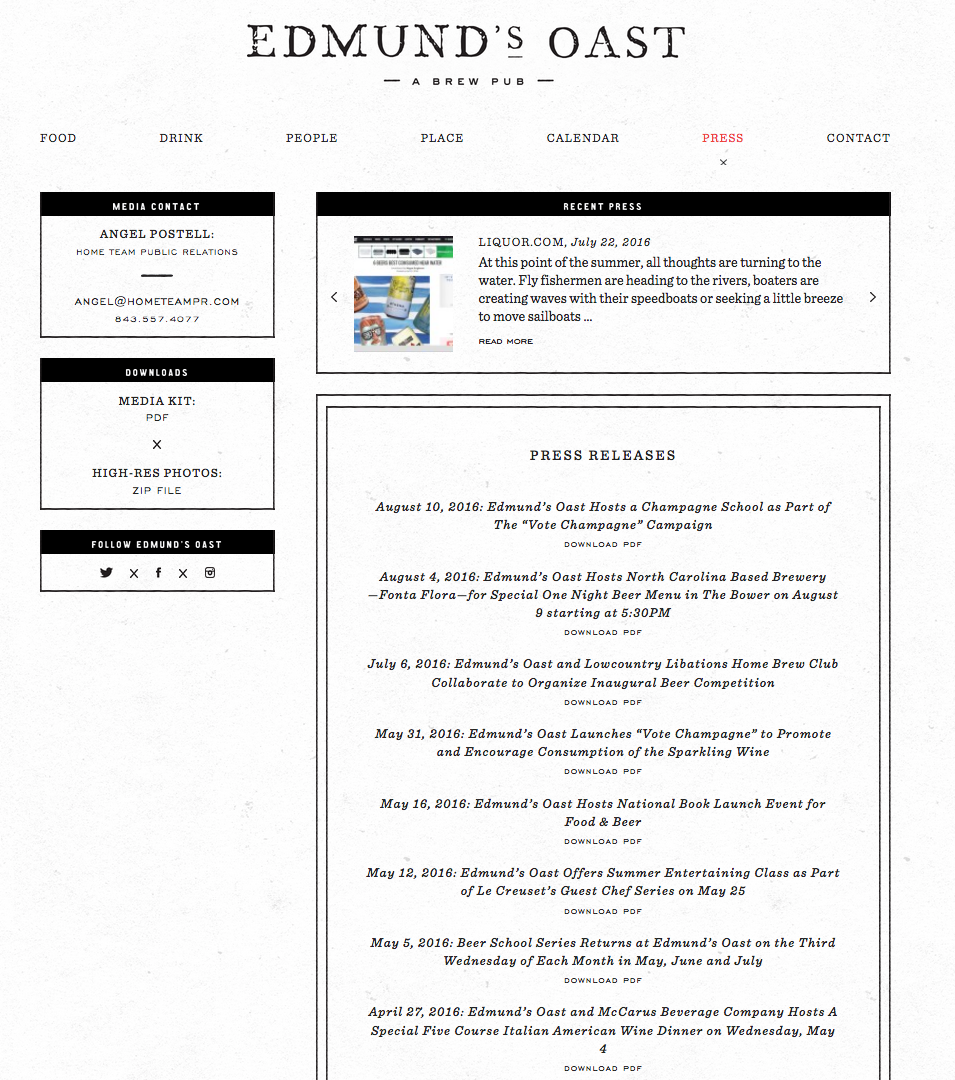 EDMUND'S OAST
— A BREW PUB —
FOOD DRINK PEOPLE PLACE CALENDAR PRESS CONTACT
x
MEDIA CONTACT
ANGEL POSTELL:
HOME TEAM PUBLIC RELATIONS
ANGEL@HOMETEAMPR.COM
843.557.4077
DOWNLOADS
MEDIA KIT:
PDF
X
HIGH-RES PHOTOS:
ZIP FILE
FOLLOW EDMUND'S OAST
X X
RECENT PRESS
LIQUOR.COM, July 22, 2016
At this point of the summer, all thoughts are turning to the
water. Fly fishermen are heading to the rivers, boaters are
creating waves with their speedboats or seeking a little breeze
to move sailboats ...
READ MORE
PRESS RELEASES
August 10, 2016: Edmund’s Oast Hosts a Champagne School as Part of
The “Vote Champagne” Campaign
DOWNLOAD PDF
August 4, 2016: Edmund’s Oast Hosts North Carolina Based Brewery
—Fonta Flora—for Special One Night Beer Menu in The Bower on August
9 starting at 5:30PM
DOWNLOAD PDF
July 6, 2016: Edmund’s Oast and Lowcountry Libations Home Brew Club
Collaborate to Organize Inaugural Beer Competition
DOWNLOAD PDF
May 31, 2016: Edmund’s Oast Launches “Vote Champagne” to Promote
and Encourage Consumption of the Sparkling Wine
DOWNLOAD PDF
May 16, 2016: Edmund’s Oast Hosts National Book Launch Event for
Food & Beer
DOWNLOAD PDF
May 12, 2016: Edmund’s Oast Offers Summer Entertaining Class as Part
of Le Creuset’s Guest Chef Series on May 25
DOWNLOAD PDF
May 5, 2016: Beer School Series Returns at Edmund’s Oast on the Third
Wednesday of Each Month in May, June and July
DOWNLOAD PDF
April 27, 2016: Edmund’s Oast and McCarus Beverage Company Hosts A
Special Five Course Italian American Wine Dinner on Wednesday, May
4
DOWNLOAD PDF